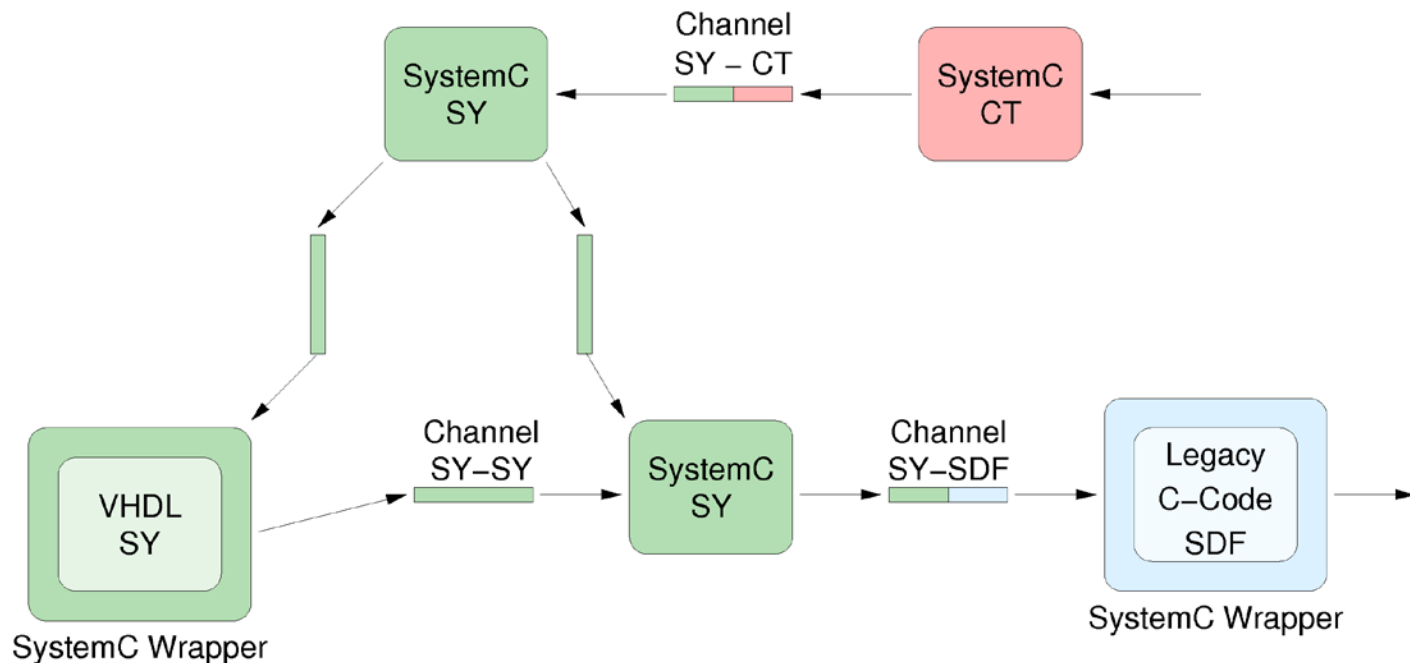 Channel
SY – CT
SystemC
SY
SystemC
CT
Channel
SY–SY
SystemC
SY
Channel
SY–SDF
VHDL
SY
SystemC Wrapper
Legacy
C–Code
SDF
SystemC Wrapper